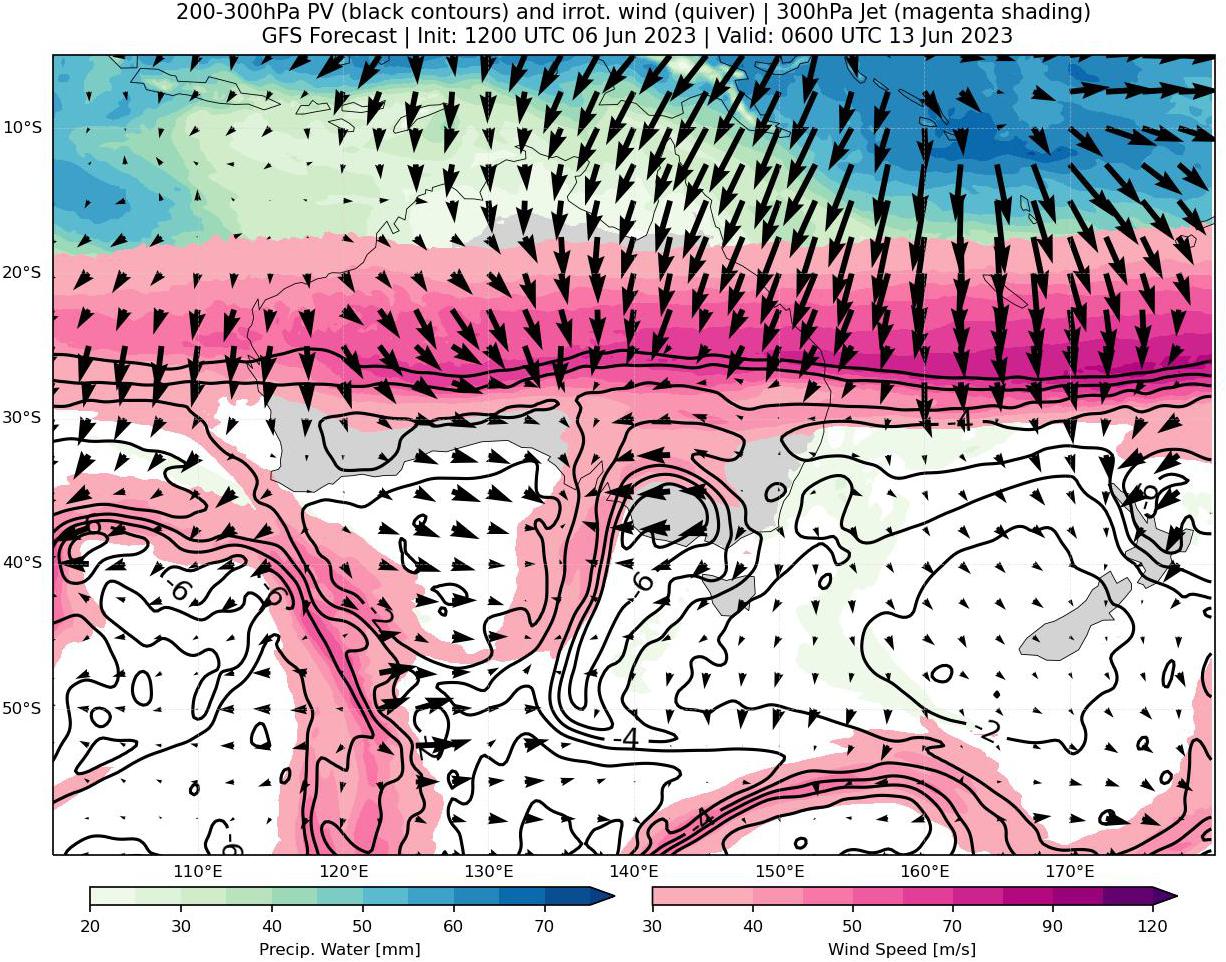 200-300hPa PV (black contours) and irrot. wind (quiver) | 300hPa Jet (magenta shading)
GFS Forecast | Init: 1200 UTC 06 Jun 2023 | Valid: 0600 UTC 13 Jun 2023
10°S
20°S
30°S
40°S
50°S
-4
-6
-6
-6
-2
-6
-4
-2
-4
-6
110°E 120°E 130°E 140°E 150°E 160°E 170°E
20 30 40 50 60 70
Precip. Water [mm]
30 40 50 70 90 120
Wind Speed [m/s]